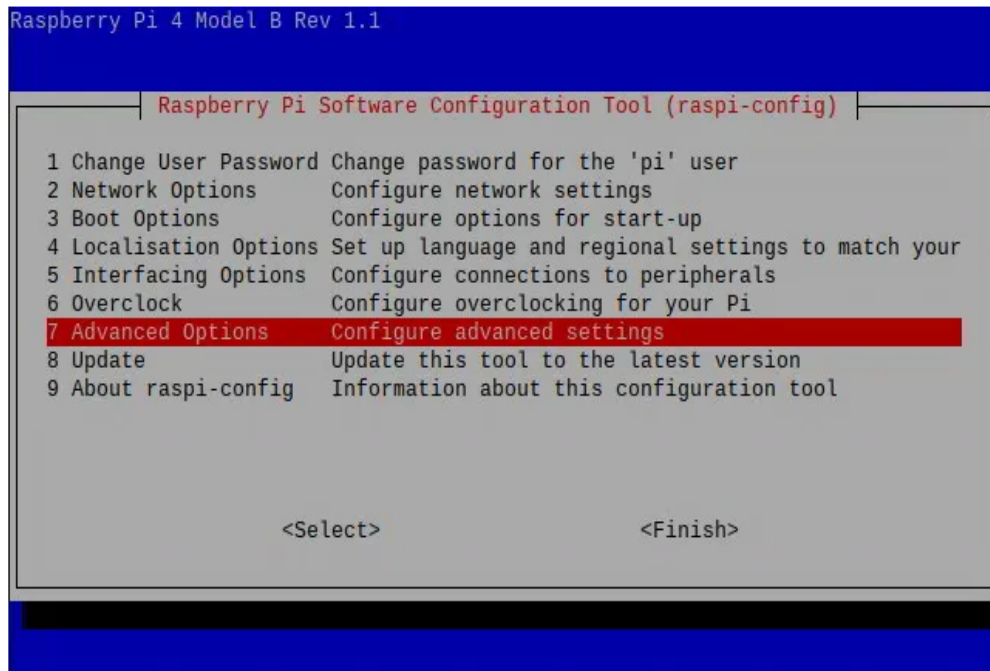 Raspberry Pi 4 Model B Rev 1.1
Raspberry Pi Software Configuration Tool (raspi-config)
1 Change User Password Change password for the 'pi' user
2 Network Options Configure network settings
3 Boot Options Configure options for start-up
4 Localisation Options Set up language and regional settings to match your
5 Interfacing Options Configure connections to peripherals
6 Overclock Configure overclocking for your Pi
7 Advanced Options Configure advanced settings
8 Update Update this tool to the latest version
9 About raspi-config Information about this configuration tool
<Select> <Finish>